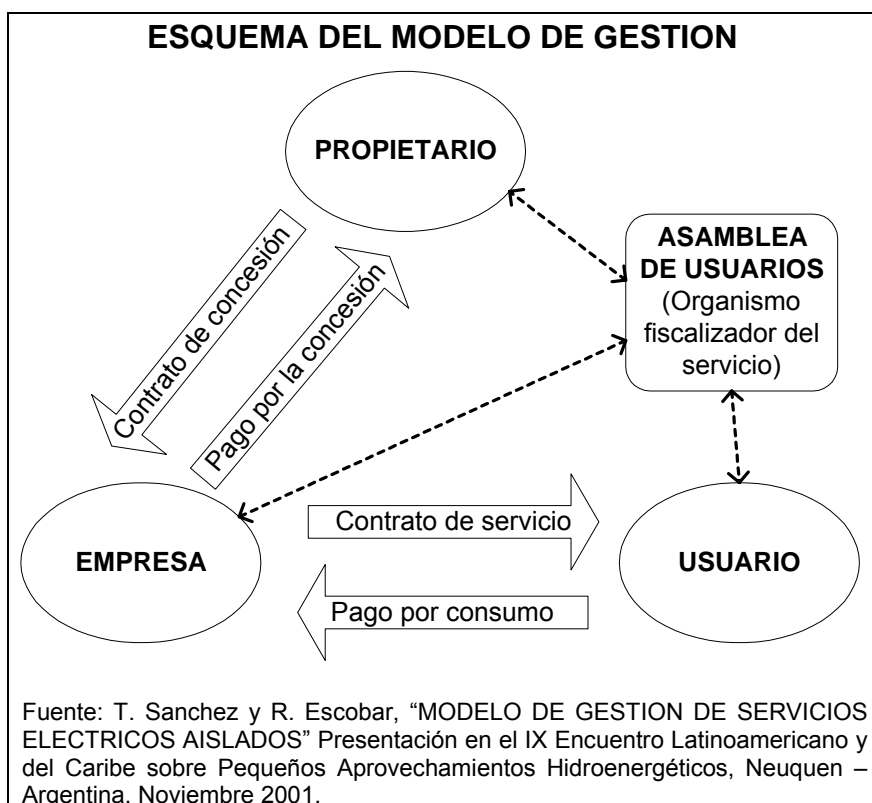 ESQUEMA DEL MODELO DE GESTION
PROPIETARIO
ASAMBLEA
DE USUARIOS
(Organismo
fiscalizador del
servicio)
Contrato de concesión
Pago por la concesión
EMPRESA
Contrato de servicio
Pago por consumo
USUARIO
Fuente: T. Sanchez y R. Escobar, “MODELO DE GESTION DE SERVICIOS
ELECTRICOS AISLADOS” Presentación en el IX Encuentro Latinoamericano y
del Caribe sobre Pequeños Aprovechamientos Hidroenergéticos, Neuquen –
Argentina. Noviembre 2001.